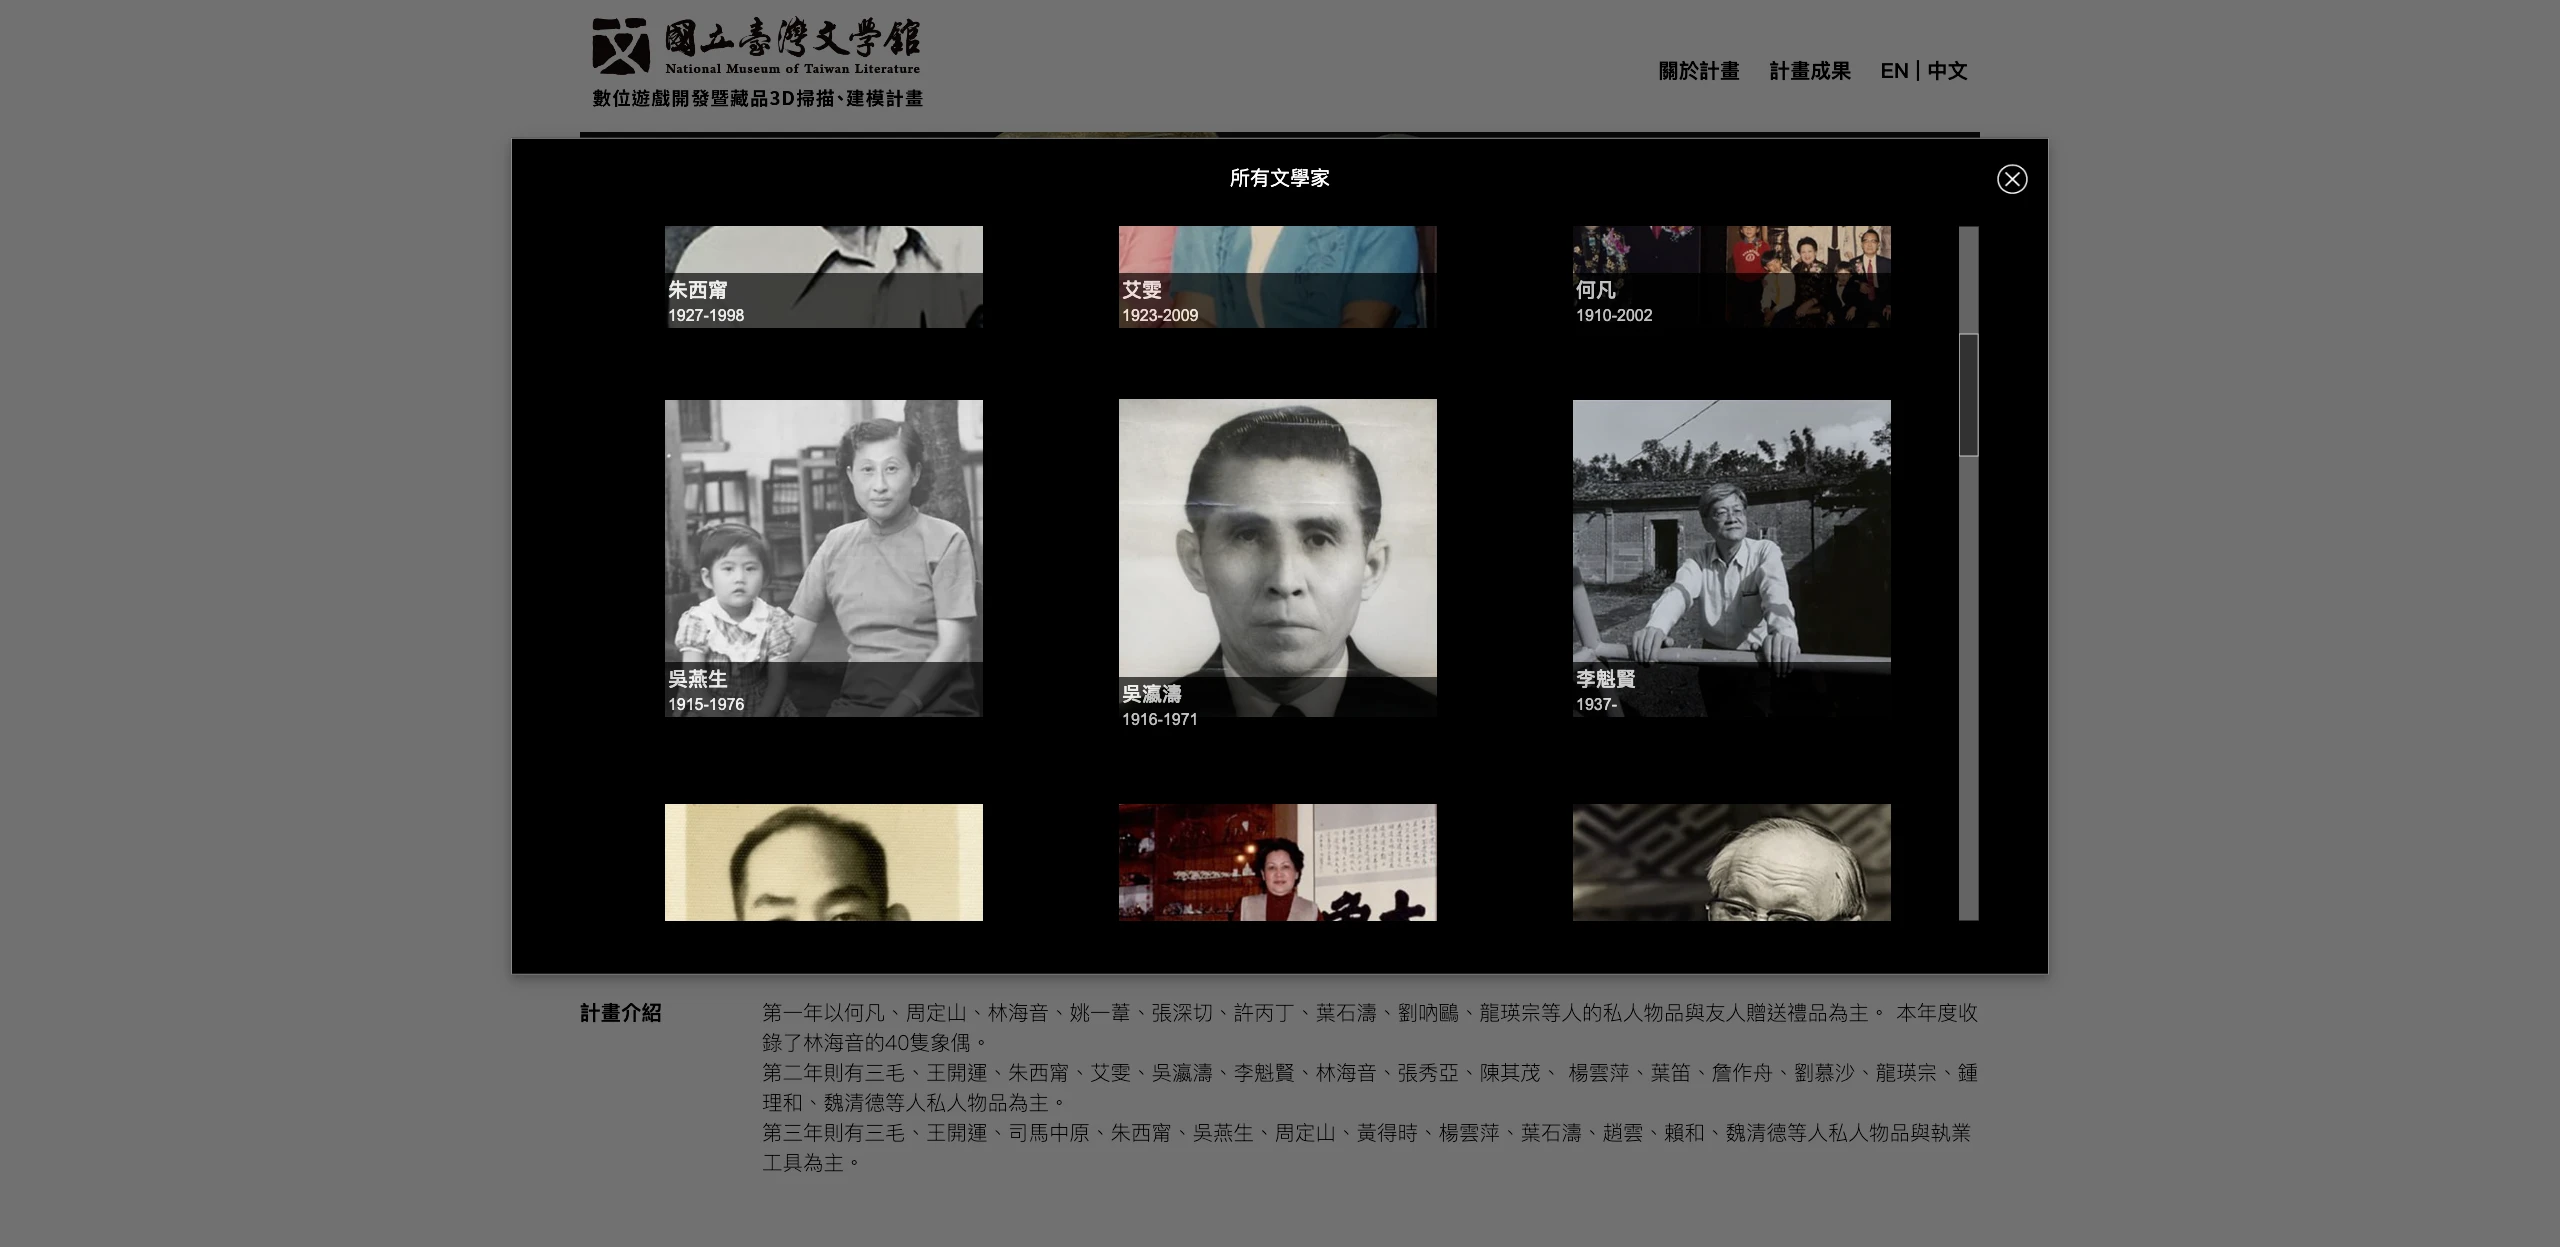 國立臺灣文學館
National Museum of Taiwan Literature
數位遊戲開發暨藏品3D掃描、建模計畫
關於計畫 計畫成果 EN | 中文
所有文學家
朱西甯
1927-1998
艾雯
1923-2009
何凡
1910-2002
吳燕生
1915-1976
吳瀛濤
1916-1971
李魁賢
1937-
計畫介紹
第一年以何凡、周定山、林海音、姚一葦、張深切、許丙丁、葉石濤、劉吶鷗、龍瑛宗等人的私人物品與友人贈送禮品為主。 本年度收
錄了林海音的40隻象偶。
第二年則有三毛、王開運、朱西甯、艾雯、吳瀛濤、李魁賢、林海音、張秀亞、陳其茂、 楊雲萍、葉笛、詹作舟、劉慕沙、龍瑛宗、鍾
理和、魏清德等人私人物品為主。
第三年則有三毛、王開運、司馬中原、朱西甯、吳燕生、周定山、黃得時、楊雲萍、葉石濤、趙雲、賴和、魏清德等人私人物品與執業
工具為主。